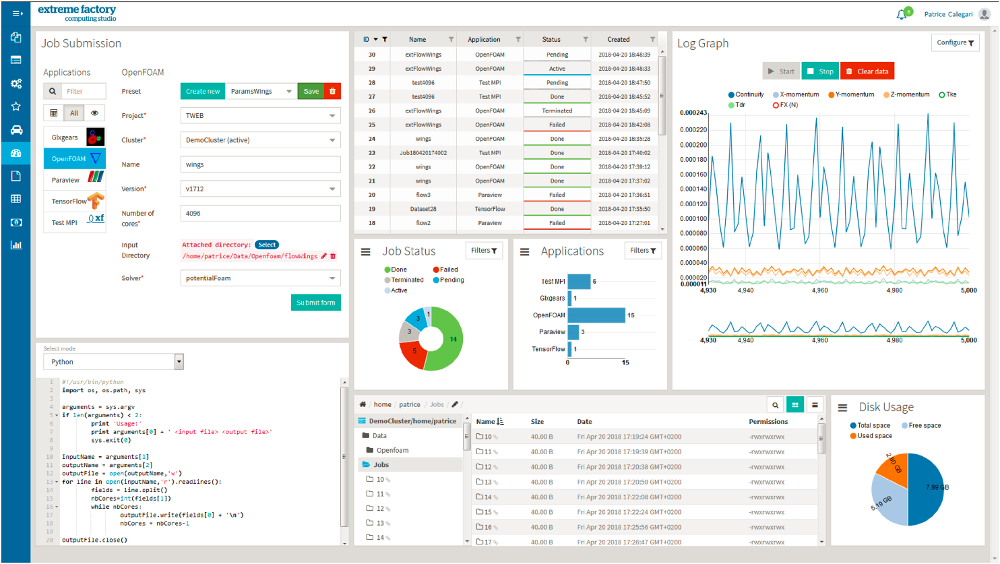 extreme factory
computing studio
6
Patrice Calegari
Job Submission
Applications
Filter
All
Glxgears
OpenFOAM
Paraview
TensorFlow
Test MPI
xf
OpenFOAM
Preset
Create new
ParamsWings
Save
Project*
TWEB
Cluster*
DemoCluster (active)
Name
wings
Version*
v1712
Number of
cores*
4096
Input
Directory
Attached directory:
Select
/home/patrice/Data/Openfoam/flowWings
Solver*
potentialFoam
Submit form
Select mode
Python
1 #!/usr/bin/python
2 import os, os.path, sys
3
4 arguments = sys.argv
5 if len(arguments) < 2:
6 print 'Usage:'
7 print arguments[0] + ' <input file> <output file>'
8 sys.exit(0)
9
10 inputName = arguments[1]
11 outputName = arguments[2]
12 outputFile = open(outputName,'w')
13 for line in open(inputName,'r').readlines():
14 fields = line.split()
15 nbCores=int(fields[1])
16 while nbCores:
17 outputFile.write(fields[0] + '\n')
18 nbCores = nbCores-1
19
20 outputFile.close()
ID Name Application Status Created
30 extFlowWings OpenFOAM Pending 2018-04-20 18:48:39
29 extFlowWings OpenFOAM Active 2018-04-20 18:48:33
28 test4096 Test MPI Pending 2018-04-20 18:47:50
27 test4096 Test MPI Done 2018-04-20 18:45:52
26 extFlowWings OpenFOAM Terminated 2018-04-20 18:45:09
25 extFlowWings OpenFOAM Failed 2018-04-20 18:42:08
24 wings OpenFOAM Done 2018-04-20 18:35:28
23 Job180420174002 Test MPI Done 2018-04-20 17:40:02
22 wings OpenFOAM Done 2018-04-20 17:39:12
21 wings OpenFOAM Done 2018-04-20 17:37:02
20 flow3 Paraview Failed 2018-04-20 17:36:51
19 Dataset28 TensorFlow Done 2018-04-20 17:35:50
18 flow2 Paraview Failed 2018-04-20 17:27:01
Job Status
Filters
Done
Failed
Terminated
Pending
Active
1
3
3
5
14
Applications
Filters
Test MPI 6
Glxgears 1
OpenFOAM 15
Paraview 3
TensorFlow 1
0 15
Log Graph
Configure
Start
Stop
Clear data
Continuity X-momentum Y-momentum Z-momentum Tke
Tdr FX (N)
0.000243
0.000220
0.000200
0.000180
0.000160
0.000140
0.000120
0.000100
0.000080
0.000060
0.000040
0.000020
0.000011
4,930 4,940 4,960 4,980 5,000
4,930 4,940 4,960 4,980 5,000
/ home / patrice / Jobs /
DemoCluster/home/patrice
Data
Openfoam
Jobs
10
11
12
13
14
Name Size Date Permissions
10 40.00 B Fri Apr 20 2018 17:19:24 GMT+0200 -rwxrwxrwx
11 40.00 B Fri Apr 20 2018 17:19:39 GMT+0200 -rwxrwxrwx
12 40.00 B Fri Apr 20 2018 17:20:38 GMT+0200 -rwxrwxrwx
13 40.00 B Fri Apr 20 2018 17:20:50 GMT+0200 -rwxrwxrwx
14 40.00 B Fri Apr 20 2018 17:22:08 GMT+0200 -rwxrwxrwx
15 40.00 B Fri Apr 20 2018 17:22:24 GMT+0200 -rwxrwxrwx
16 40.00 B Fri Apr 20 2018 17:25:56 GMT+0200 -rwxrwxrwx
17 40.00 B Fri Apr 20 2018 17:26:47 GMT+0200 -rwxrwxrwx
Disk Usage
Total space
Free space
Used space
2.80 GB
7.99 GB
5.19 GB